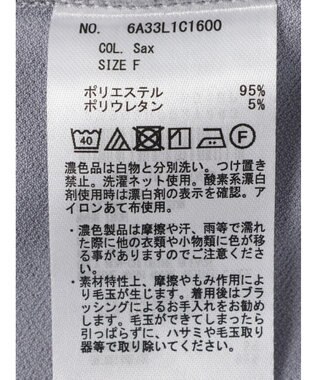 NO. 6A33L1C1600
COL. Sax
SIZE F
ポリエステル 95%
ポリウレタン 5%
40 F
濃色品は白物と分別洗い。つけ置き
禁止。洗濯ネット使用。酸素系漂白
剤使用時は漂白剤の表示を確認。ア
イロンあて布使用。
・濃色製品は摩擦や汗、雨等で濡れ
た際に他の衣類や小物類に色が移
る事がありますのでご注意くださ
い。
・素材特性上、摩擦やもみ作用によ
り毛玉が生じます。着用後はブラ
ッシングによるお手入れをお勧め
します。毛玉ができてしまったら
引っぱらずに、ハサミや毛玉取り
器等で取り除いてください。